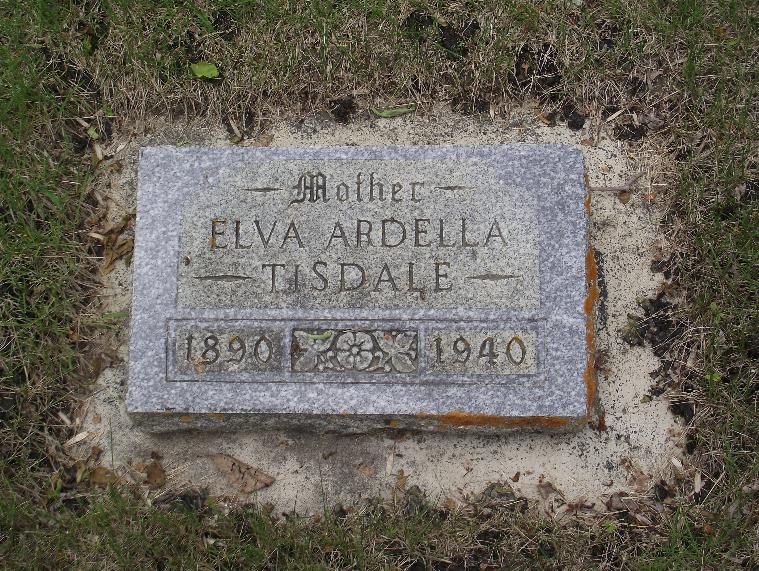 Mother
ELVA ARDELLA
TISDALE
1890 1940